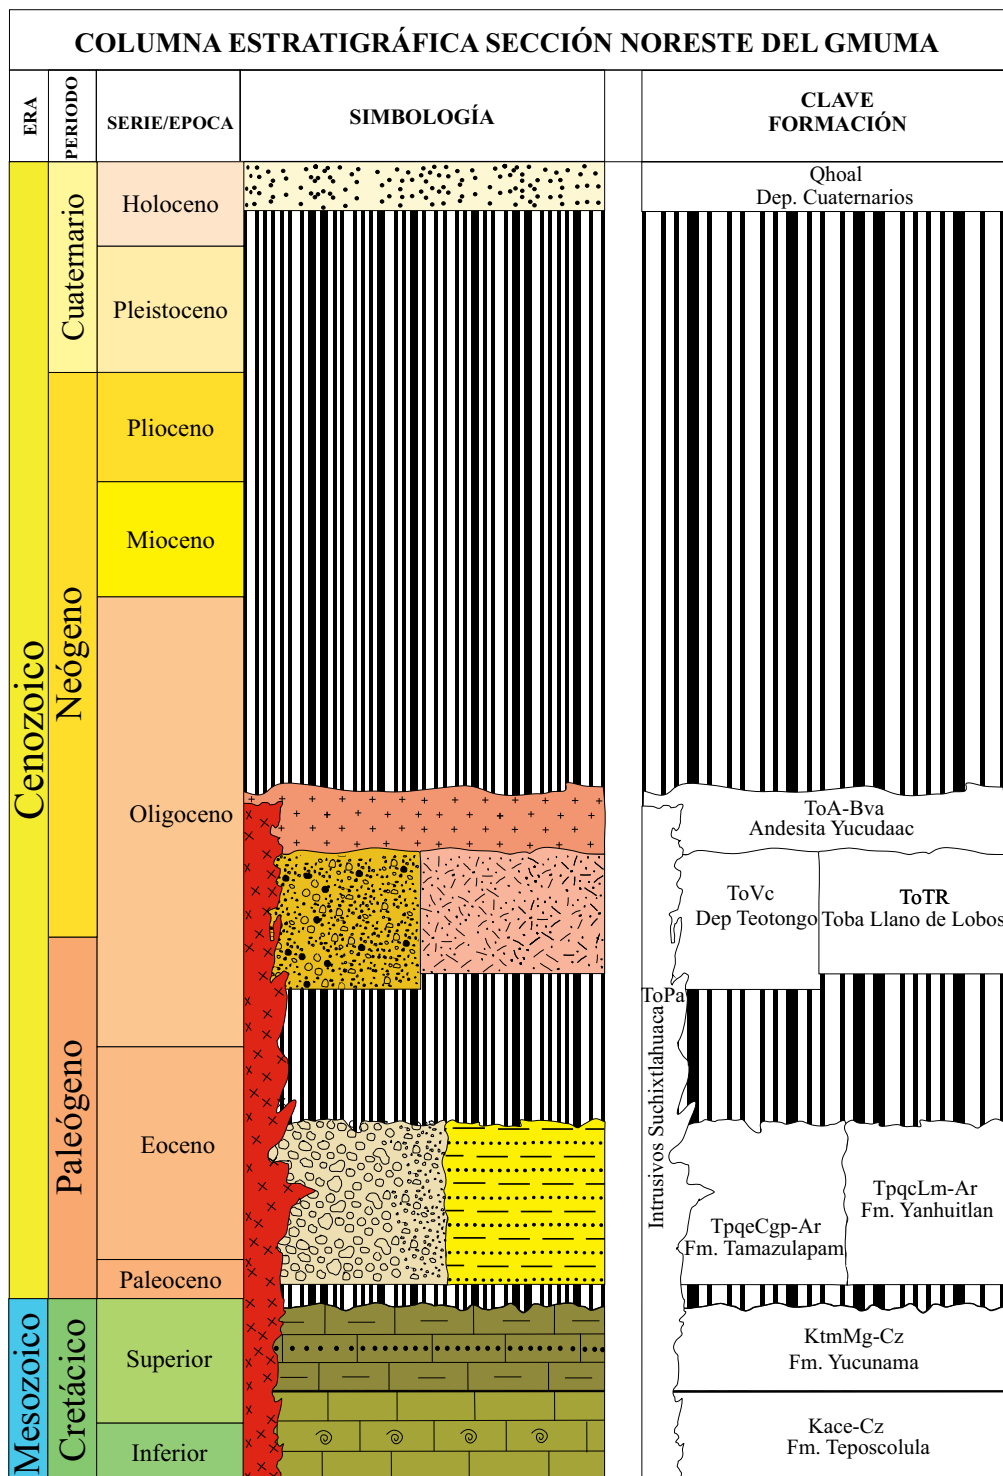 COLUMNA ESTRATIGRÁFICA SECCIÓN NORESTE DEL GMUMA
ERA
PERIODO
SERIE/EPOCA
SIMBOLOGÍA
CLAVE
FORMACIÓN
Cenozoico
Mesozoico
Cuaternario
Neógeno
Paleógeno
Cretácico
Holoceno
Pleistoceno
Plioceno
Mioceno
Oligoceno
Eoceno
Paleoceno
Superior
Inferior
Qhoal
Dep. Cuaternarios
ToA-Bva
Andesita Yucudaac
ToVc
Dep Teotongo
ToTR
Toba Llano de Lobos
ToPa
Intrusivos Suchixtlahuaca
TpqeCgp-Ar
Fm. Tamazulapam
TpqcLm-Ar
Fm. Yanhuitlan
KtmMg-Cz
Fm. Yucunama
Kace-Cz
Fm. Teposcolula